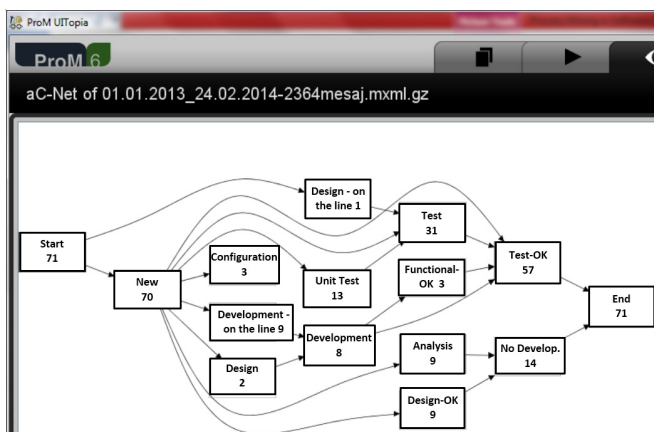 ProM UITopia
ProM 6
aC-Net of 01.01.2013_24.02.2014-2364mesaj.mxml.gz
Design - on
the line 1
Test
31
Start
71
Configuration
3
Test-OK
57
Functional-
OK 3
New
70
Unit Test
13
End
71
Development -
on the line 9
Development
8
Analysis
9
No Develop.
14
Design
2
Design-OK
9